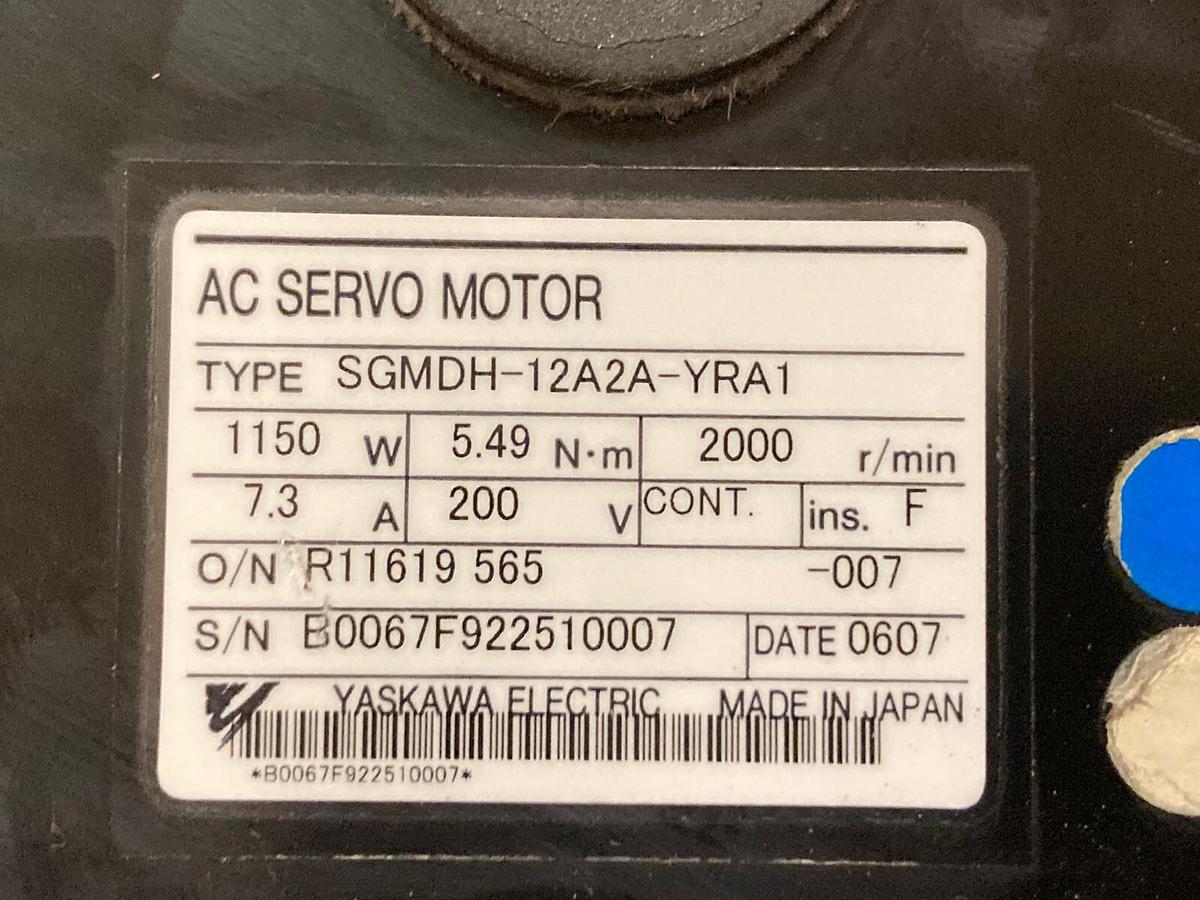 AC SERVO MOTOR
TYPE SGMDH-12A2A-YRA1
1150 W 5.49 N·m 2000 r/min
7.3 A 200 V CONT. ins. F
O/N R11619 565 -007
S/N B0067F922510007 DATE 0607
YASKAWA ELECTRIC MADE IN JAPAN
*B0067F922510007*